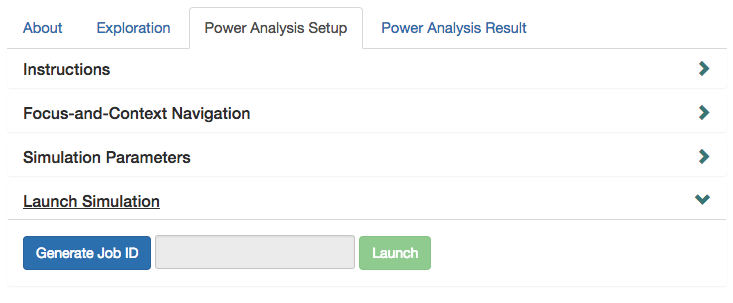 About Exploration Power Analysis Setup Power Analysis Result
Instructions
Focus-and-Context Navigation
Simulation Parameters
Launch Simulation
Generate Job ID Launch